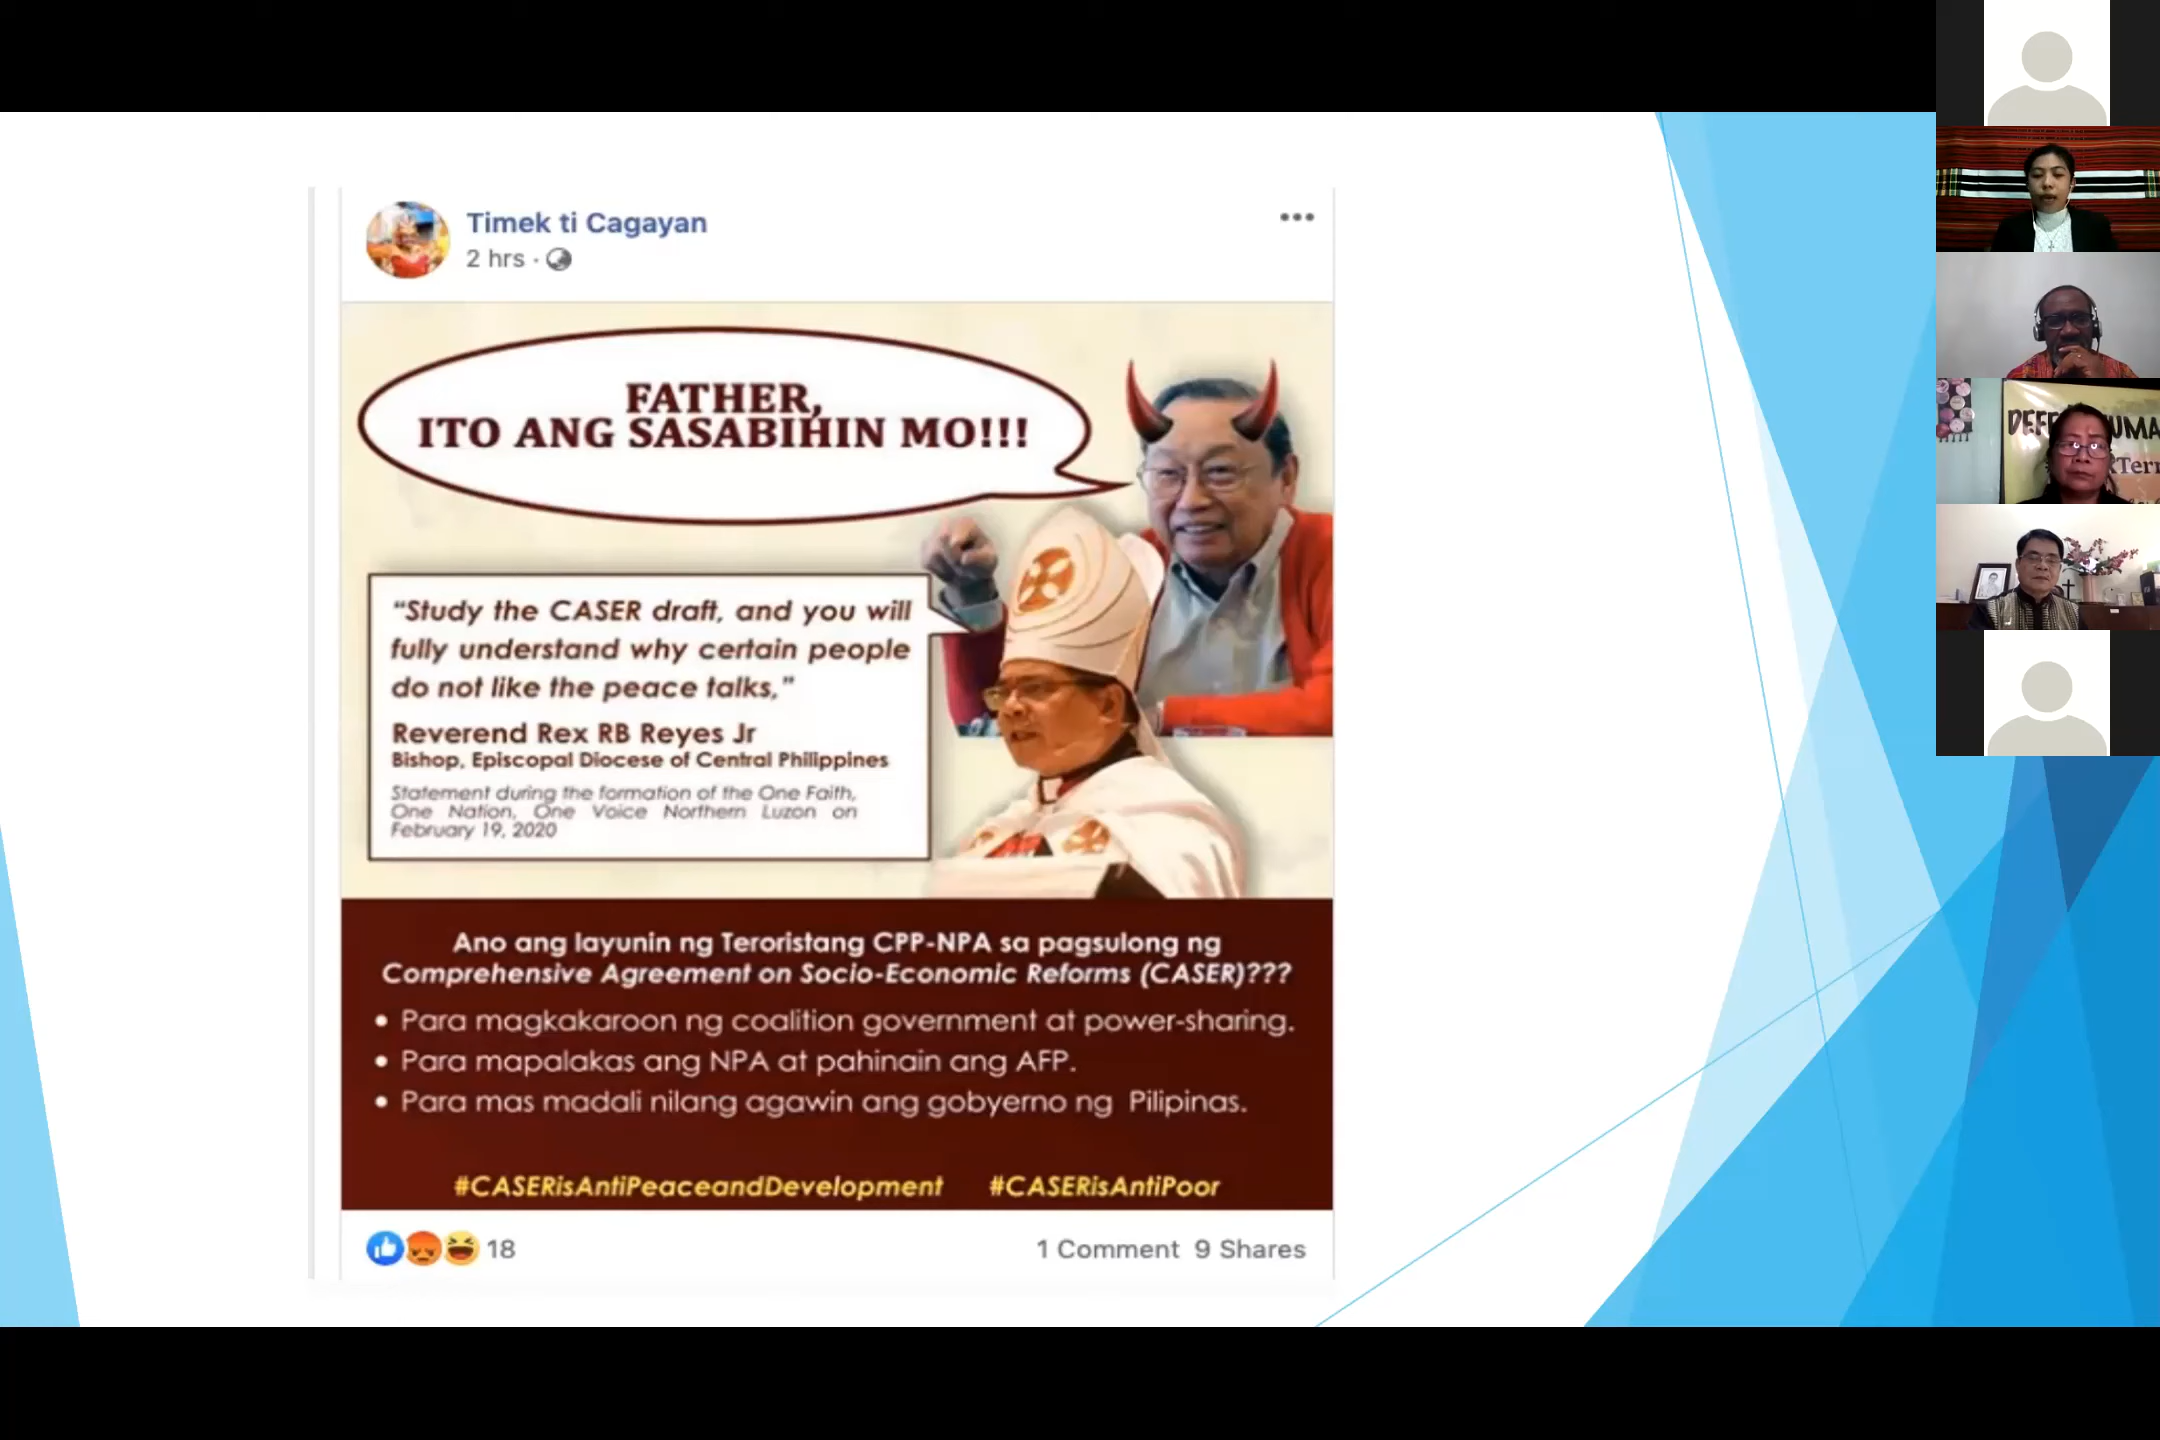 Timek ti Cagayan
2 hrs ·
FATHER,
ITO ANG SASABIHIN MO!!!
“Study the CASER draft, and you will
fully understand why certain people
do not like the peace talks,”
Reverend Rex RB Reyes Jr
Bishop, Episcopal Diocese of Central Philippines
Statement during the formation of the One Faith,
One Nation, One Voice Northern Luzon on
February 19, 2020
Ano ang layunin ng Teroristang CPP-NPA sa pagsulong ng
Comprehensive Agreement on Socio-Economic Reforms (CASER)???
• Para magkakaroon ng coalition government at power-sharing.
• Para mapalakas ang NPA at pahinain ang AFP.
• Para mas madali nilang agawin ang gobyerno ng Pilipinas.
#CASERisAntiPeaceandDevelopment #CASERisAntiPoor
18
1 Comment 9 Shares